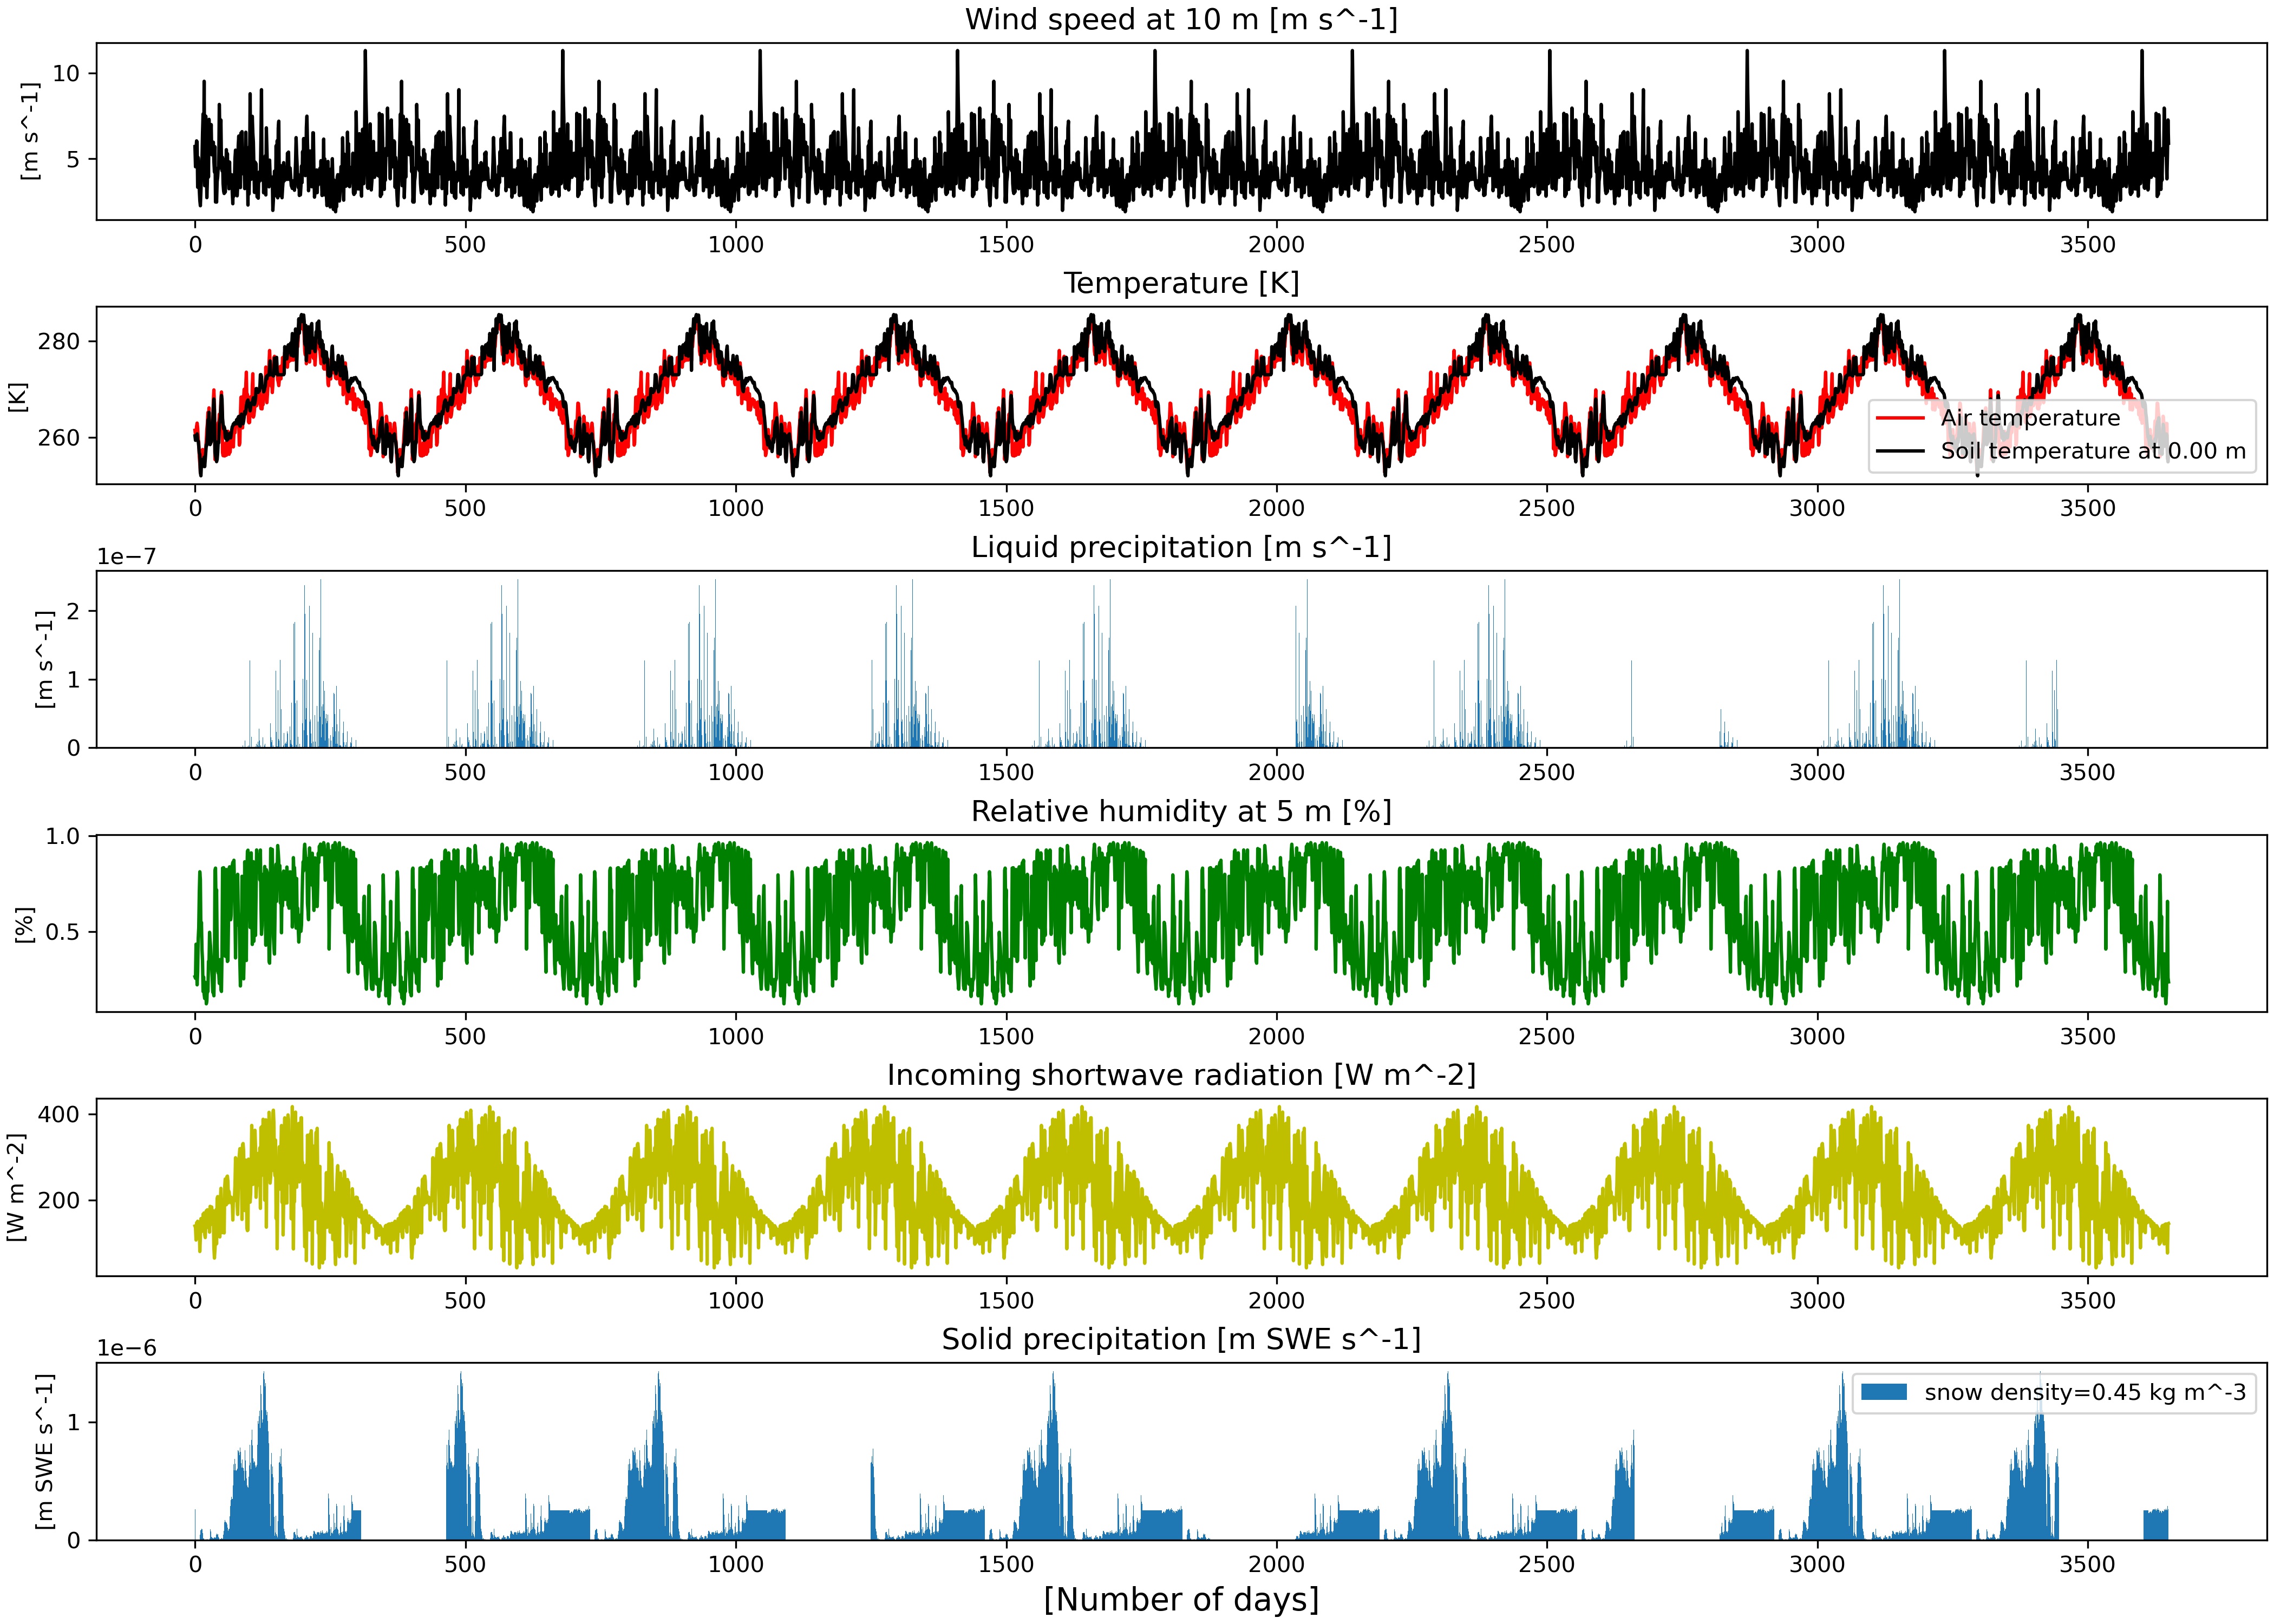 Wind speed at 10 m [m s^-1]
[m s^-1]
10
5
0 500 1000 1500 2000 2500 3000 3500
Temperature [K]
[K]
280
260
Air temperature
Soil temperature at 0.00 m
0 500 1000 1500 2000 2500 3000 3500
Liquid precipitation [m s^-1]
1e−7
[m s^-1]
2
1
0
0 500 1000 1500 2000 2500 3000 3500
Relative humidity at 5 m [%]
[%]
1.0
0.5
0 500 1000 1500 2000 2500 3000 3500
Incoming shortwave radiation [W m^-2]
[W m^-2]
400
200
0 500 1000 1500 2000 2500 3000 3500
Solid precipitation [m SWE s^-1]
1e−6
[m SWE s^-1]
snow density=0.45 kg m^-3
1
0
0 500 1000 1500 2000 2500 3000 3500
[Number of days]